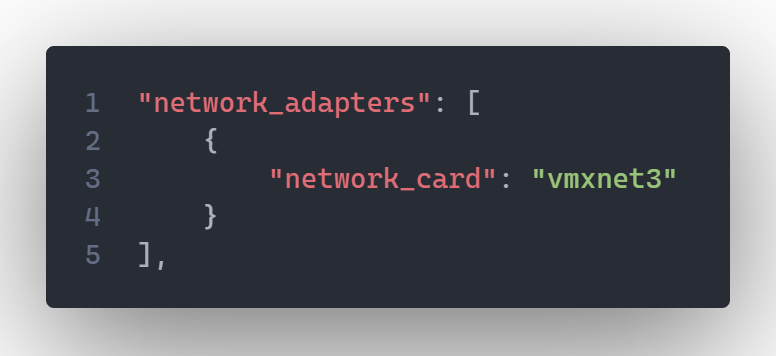 1 "network_adapters": [
2     {
3         "network_card": "vmxnet3"
4     }
5 ],